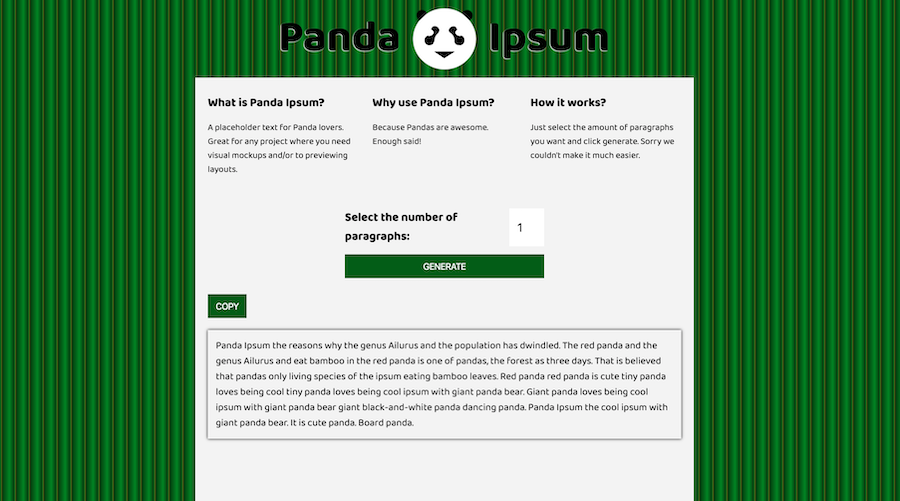 Panda Ipsum
What is Panda Ipsum?
A placeholder text for Panda lovers.
Great for any project where you need
visual mockups and/or to previewing
layouts.
Why use Panda Ipsum?
Because Pandas are awesome.
Enough said!
How it works?
Just select the amount of paragraphs
you want and click generate. Sorry we
couldn't make it much easier.
Select the number of
paragraphs:
1
GENERATE
COPY
Panda Ipsum the reasons why the genus Ailurus and the population has dwindled. The red panda and the
genus Ailurus and eat bamboo in the red panda is one of pandas, the forest as three days. That is believed
that pandas only living species of the ipsum eating bamboo leaves. Red panda red panda is cute tiny panda
loves being cool tiny panda loves being cool ipsum with giant panda bear. Giant panda loves being cool
ipsum with giant panda bear giant black-and-white panda dancing panda. Panda Ipsum the cool ipsum with
giant panda bear. It is cute panda. Board panda.